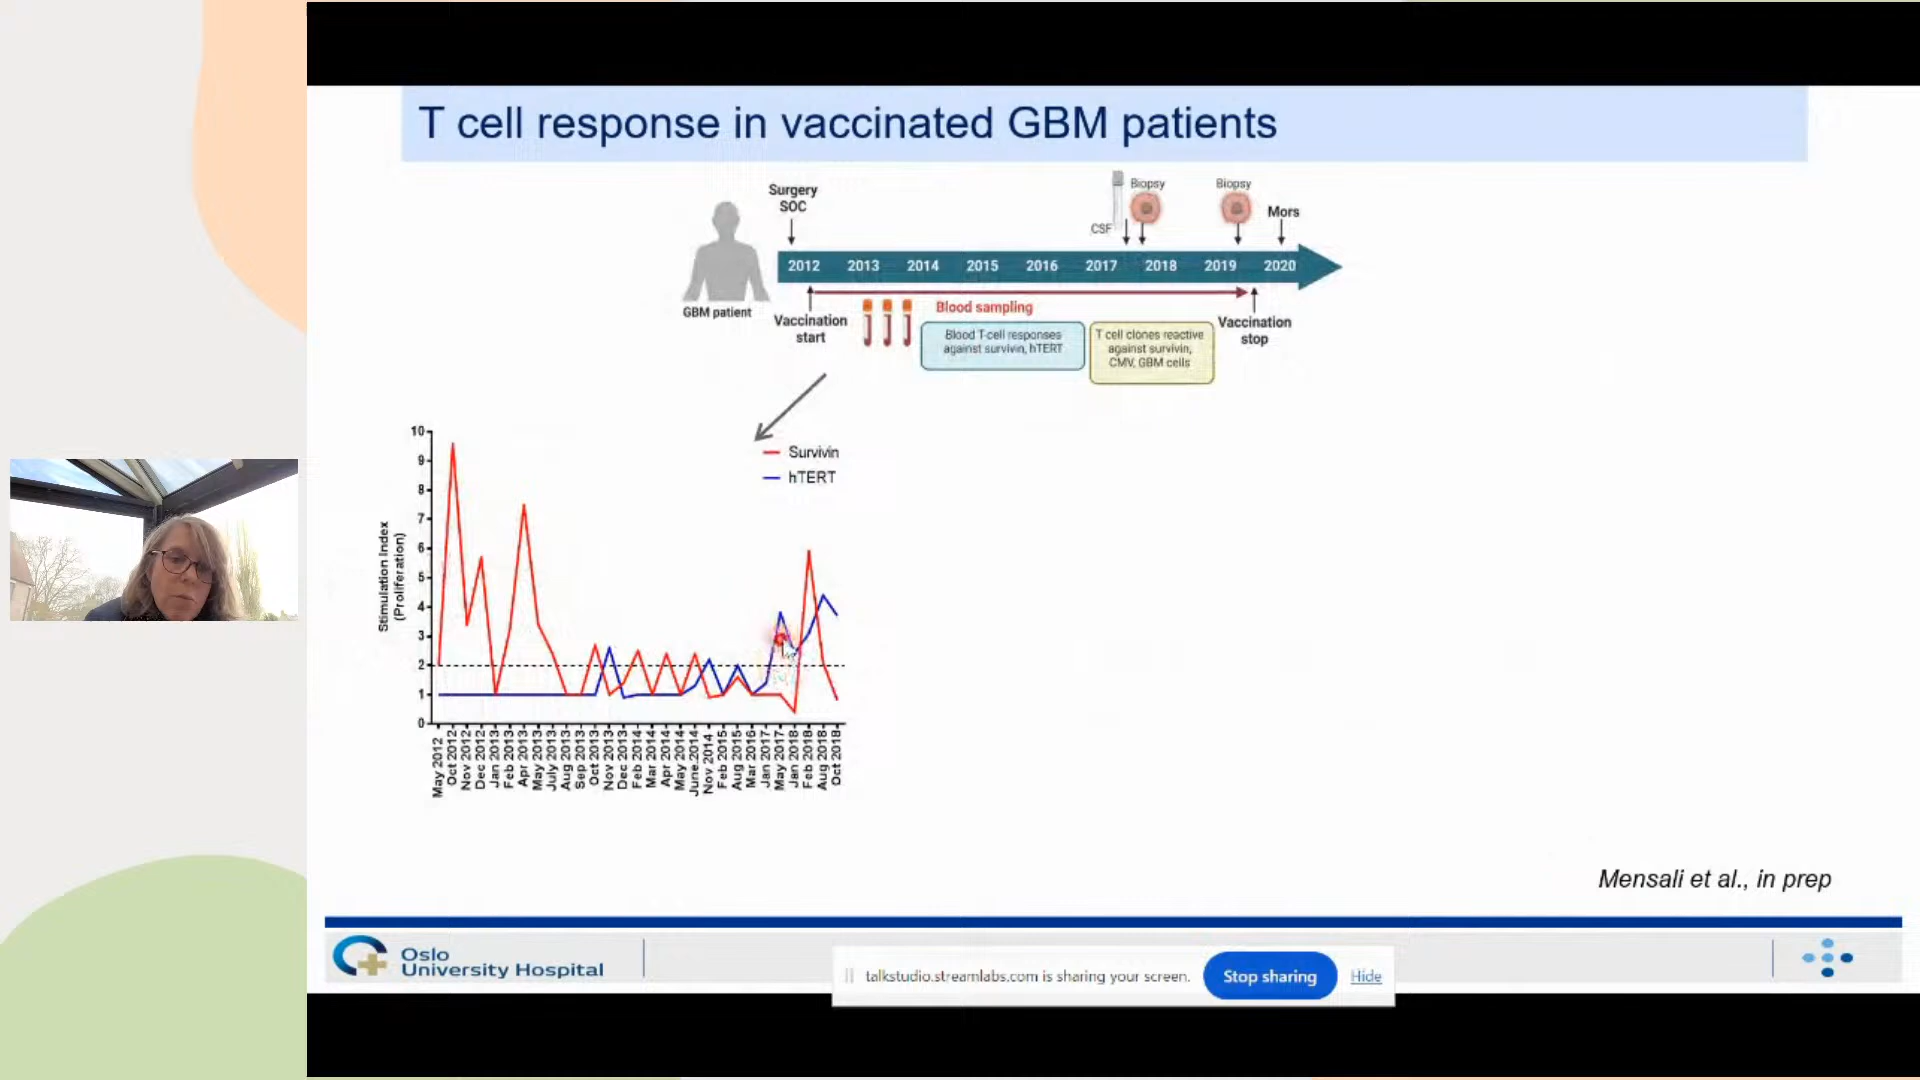 T cell response in vaccinated GBM patients
Surgery
SOC
Biopsy
Biopsy
Mors
CSF
2012 2013 2014 2015 2016 2017 2018 2019 2020
GBM patient
Vaccination
start
Blood sampling
Blood T-cell responses
against survivin, hTERT
T cell clones reactive
against survivin,
CMV, GBM cells
Vaccination
stop
Survivin
hTERT
Stimulation Index
(Proliferation)
10
9
8
7
6
5
4
3
2
1
0
May 2012
Oct 2012
Nov 2012
Dec 2012
Jan 2013
Feb 2013
Apr 2013
May 2013
July 2013
Aug 2013
Sep 2013
Oct 2013
Nov 2013
Dec 2013
Feb 2014
Mar 2014
Apr 2014
May 2014
June.2014
Nov 2014
Feb 2015
Aug 2015
Mar 2016
Jan 2017
May 2017
Jan 2018
Feb 2018
Aug 2018
Oct 2018
Mensali et al., in prep
Oslo
University Hospital
talkstudio.streamlabs.com is sharing your screen.
Stop sharing
Hide